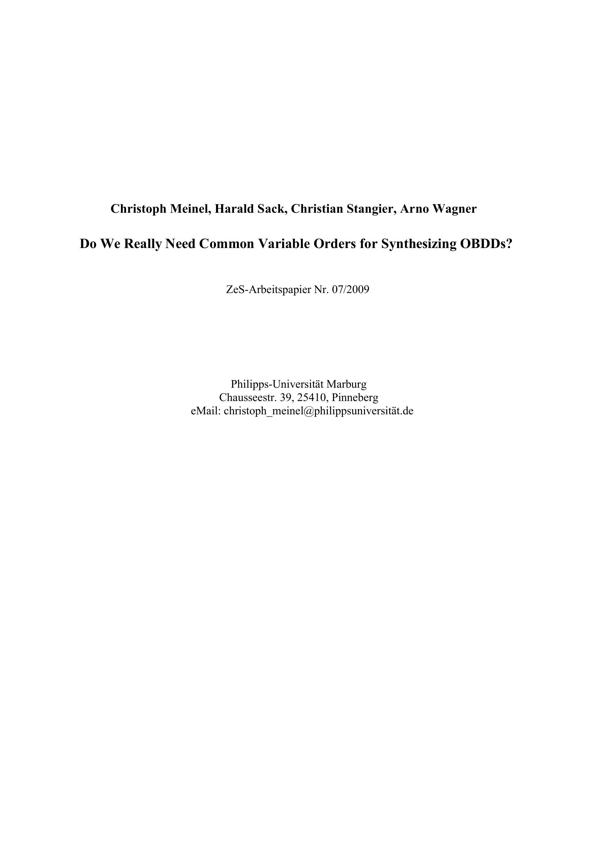 Christoph Meinel, Harald Sack, Christian Stangier, Arno Wagner
Do We Really Need Common Variable Orders for Synthesizing OBDDs?
ZeS-Arbeitspapier Nr. 07/2009
Philipps-Universität Marburg
Chausseestr. 39, 25410, Pinneberg
eMail: christoph_meinel@philippsuniversität.de